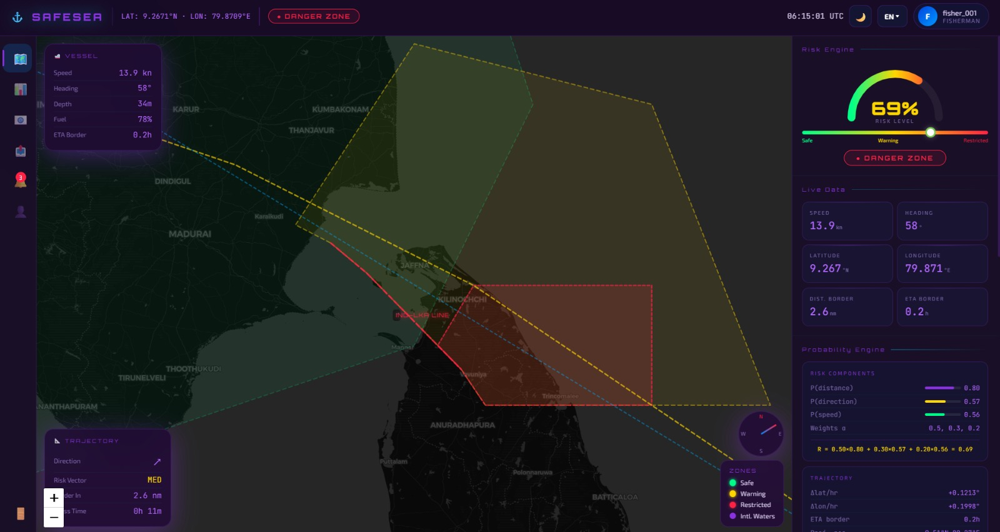 SAFESEA
LAT: 9.2671°N · LON: 79.8709°E
● DANGER ZONE
06:15:01 UTC
EN
F
fisher_001
FISHERMAN
3
VESSEL
Speed 13.9 kn
Heading 58°
Depth 34m
Fuel 78%
ETA Border 0.2h
KARUR
KUMBAKONAM
THANJAVUR
DINDIGUL
Karaikudi
MADURAI
JAFFNA
KILINOCHCHI
IND-LKA LINE
Mannar
THOOTHUKUDI
TIRUNELVELI
Vavuniya
Trincomalee
ANANTHAPURAM
ANURADHAPURA
Puttalam
Polonnaruwa
BATTICALOA
TRAJECTORY
Direction ↗
Risk Vector MED
der In 2.6 nm
ss Time 0h 11m
+
−
N
W E
S
ZONES
Safe
Warning
Restricted
Intl. Waters
Risk Engine
69%
RISK LEVEL
Safe Warning Restricted
● DANGER ZONE
Live Data
SPEED
13.9 kn
HEADING
58 °
LATITUDE
9.267 °N
LONGITUDE
79.871 °E
DIST. BORDER
2.6 nm
ETA BORDER
0.2 h
Probability Engine
RISK COMPONENTS
P(distance) 0.80
P(direction) 0.57
P(speed) 0.56
Weights α 0.5, 0.3, 0.2
R = 0.50×0.80 + 0.30×0.57 + 0.20×0.56 = 0.69
TRAJECTORY
Δlat/hr +0.1213°
Δlon/hr +0.1998°
ETA border 0.2h